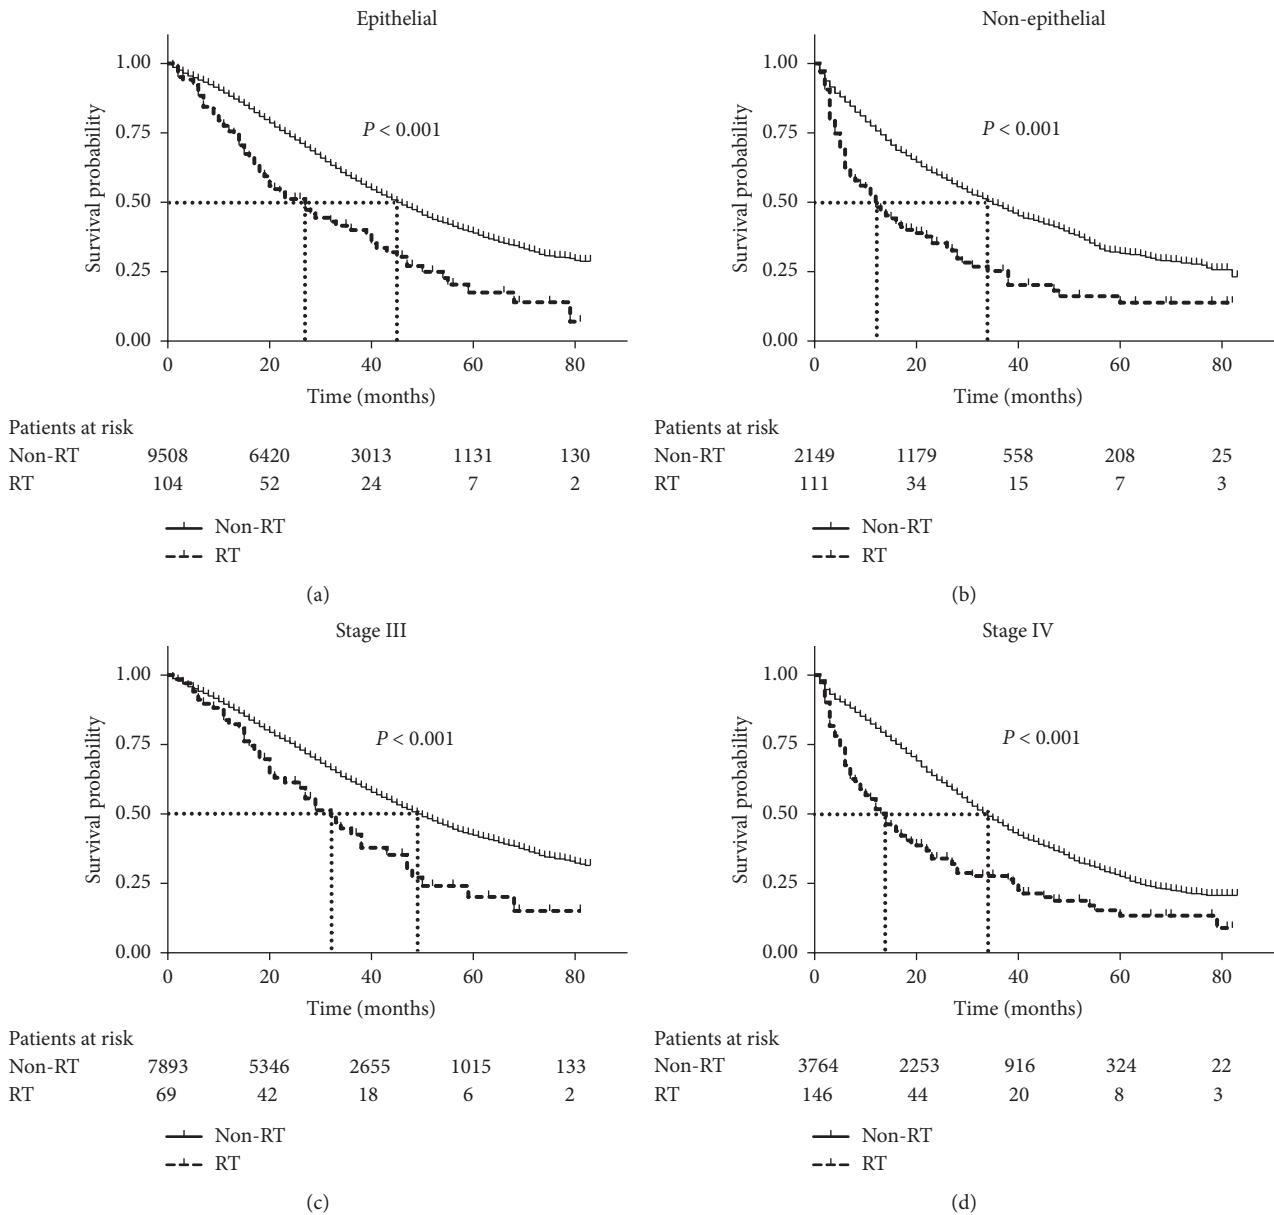 Epithelial
Survival probability
1.00
0.75
0.50
0.25
0.00
P < 0.001
0 20 40 60 80
Time (months)
Patients at risk
Non-RT 9508 6420 3013 1131 130
RT 104 52 24 7 2
Non-RT
RT
(a)
Non-epithelial
Survival probability
1.00
0.75
0.50
0.25
0.00
P < 0.001
0 20 40 60 80
Time (months)
Patients at risk
Non-RT 2149 1179 558 208 25
RT 111 34 15 7 3
Non-RT
RT
(b)
Stage III
Survival probability
1.00
0.75
0.50
0.25
0.00
P < 0.001
0 20 40 60 80
Time (months)
Patients at risk
Non-RT 7893 5346 2655 1015 133
RT 69 42 18 6 2
Non-RT
RT
(c)
Stage IV
Survival probability
1.00
0.75
0.50
0.25
0.00
P < 0.001
0 20 40 60 80
Time (months)
Patients at risk
Non-RT 3764 2253 916 324 22
RT 146 44 20 8 3
Non-RT
RT
(d)